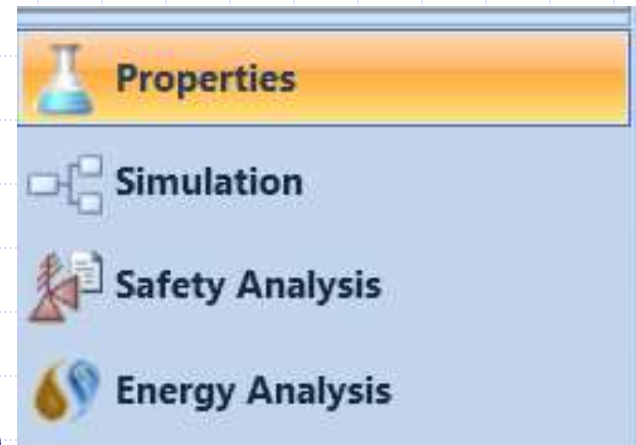 Properties
Simulation
Safety Analysis
Energy Analysis